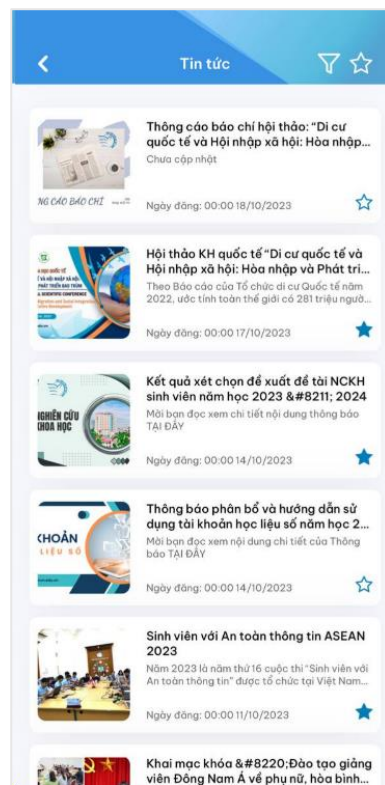 Tin tức
Thông cáo báo chí hội thảo: “Di cư
quốc tế và Hội nhập xã hội: Hòa nhập...
Chưa cập nhật
NG CÁO BÁO CHÍ
Ngày đăng: 00:00 18/10/2023
Hội thảo KH quốc tế “Di cư quốc tế và
Hội nhập xã hội: Hòa nhập và Phát tri...
Theo Báo cáo của Tổ chức di cư Quốc tế năm
2022, ước tính toàn thế giới có 281 triệu ngườ...
Ngày đăng: 00:00 17/10/2023
Kết quả xét chọn đề xuất đề tài NCKH
sinh viên năm học 2023 &#8211; 2024
Mời bạn đọc xem chi tiết nội dung thông báo
TẠI ĐÂY
NGHIÊN CỨU
KHOA HỌC
Ngày đăng: 00:00 14/10/2023
Thông báo phân bổ và hướng dẫn sử
dụng tài khoản học liệu số năm học 2...
Mời bạn đọc xem nội dung chi tiết của Thông
báo TẠI ĐÂY
KHOẢN
LIỆU SỐ
Ngày đăng: 00:00 14/10/2023
Sinh viên với An toàn thông tin ASEAN
2023
Năm 2023 là năm thứ 16 cuộc thi “Sinh viên với
An toàn thông tin” được tổ chức tại Việt Nam...
Ngày đăng: 00:00 11/10/2023
Khai mạc khóa &#8220;Đào tạo giảng
viên Đông Nam Á về phụ nữ, hòa bình...